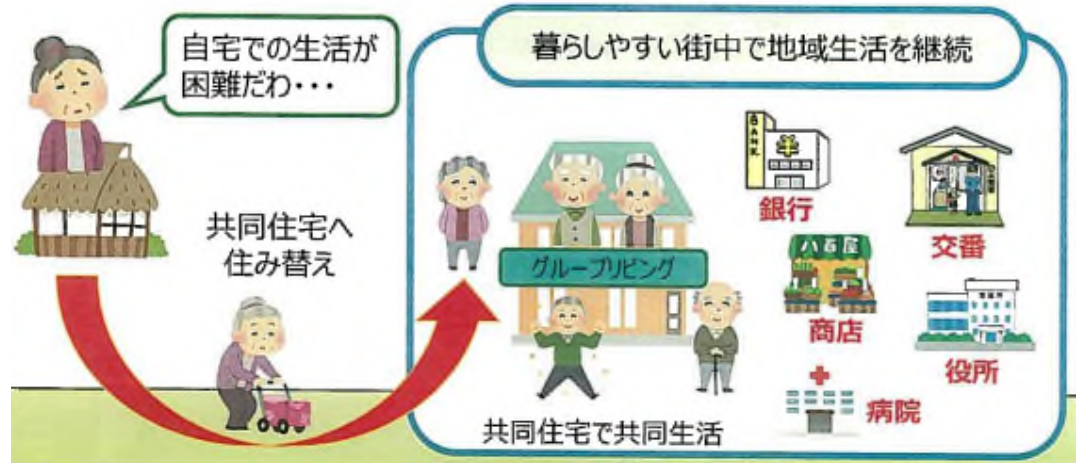 自宅での生活が
困難だわ・・・
共同住宅へ
住み替え
暮らしやすい街中で地域生活を継続
グループリビング
共同住宅で共同生活
BANK
銀行
交番
八百屋
商店
役所
病院